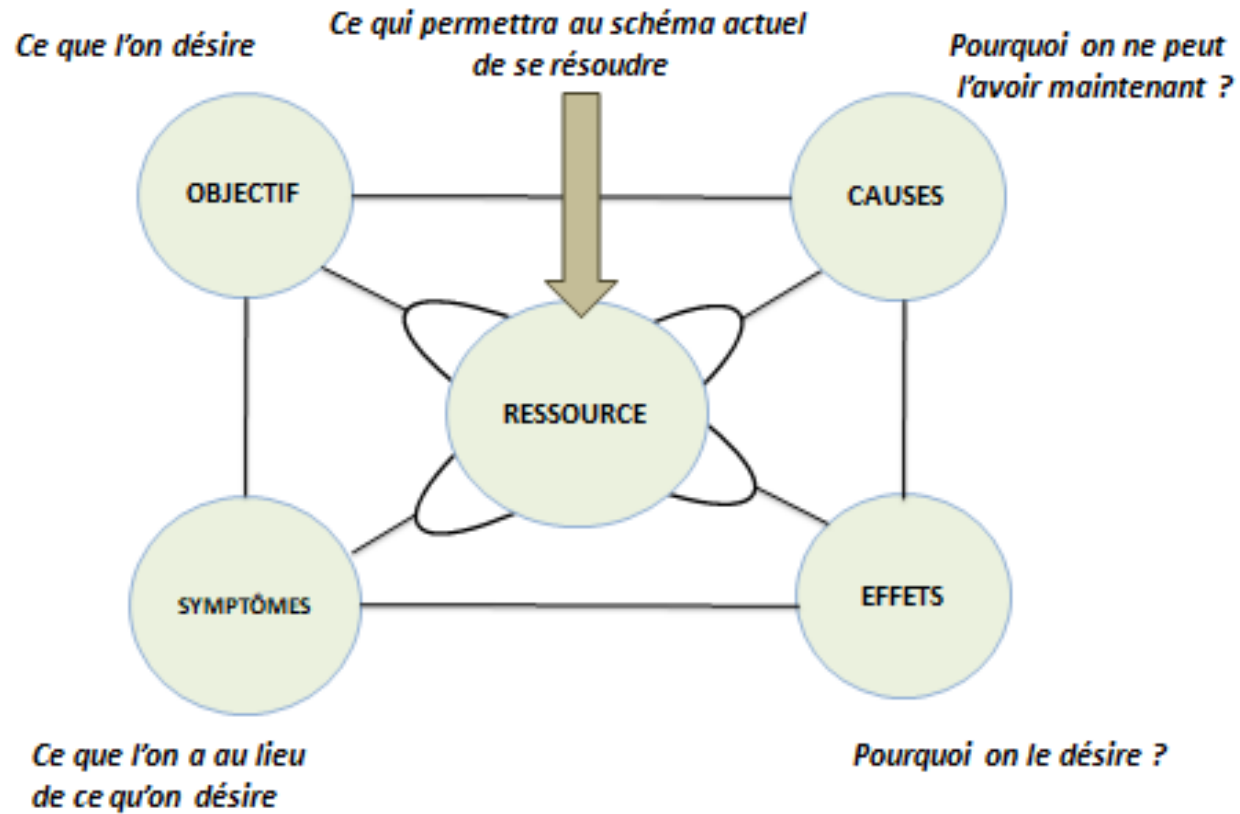 Ce que l'on désire
Ce qui permettra au schéma actuel
de se résoudre
Pourquoi on ne peut
l'avoir maintenant ?
OBJECTIF
CAUSES
RESSOURCE
SYMPTÔMES
EFFETS
Ce que l'on a au lieu
de ce qu'on désire
Pourquoi on le désire ?